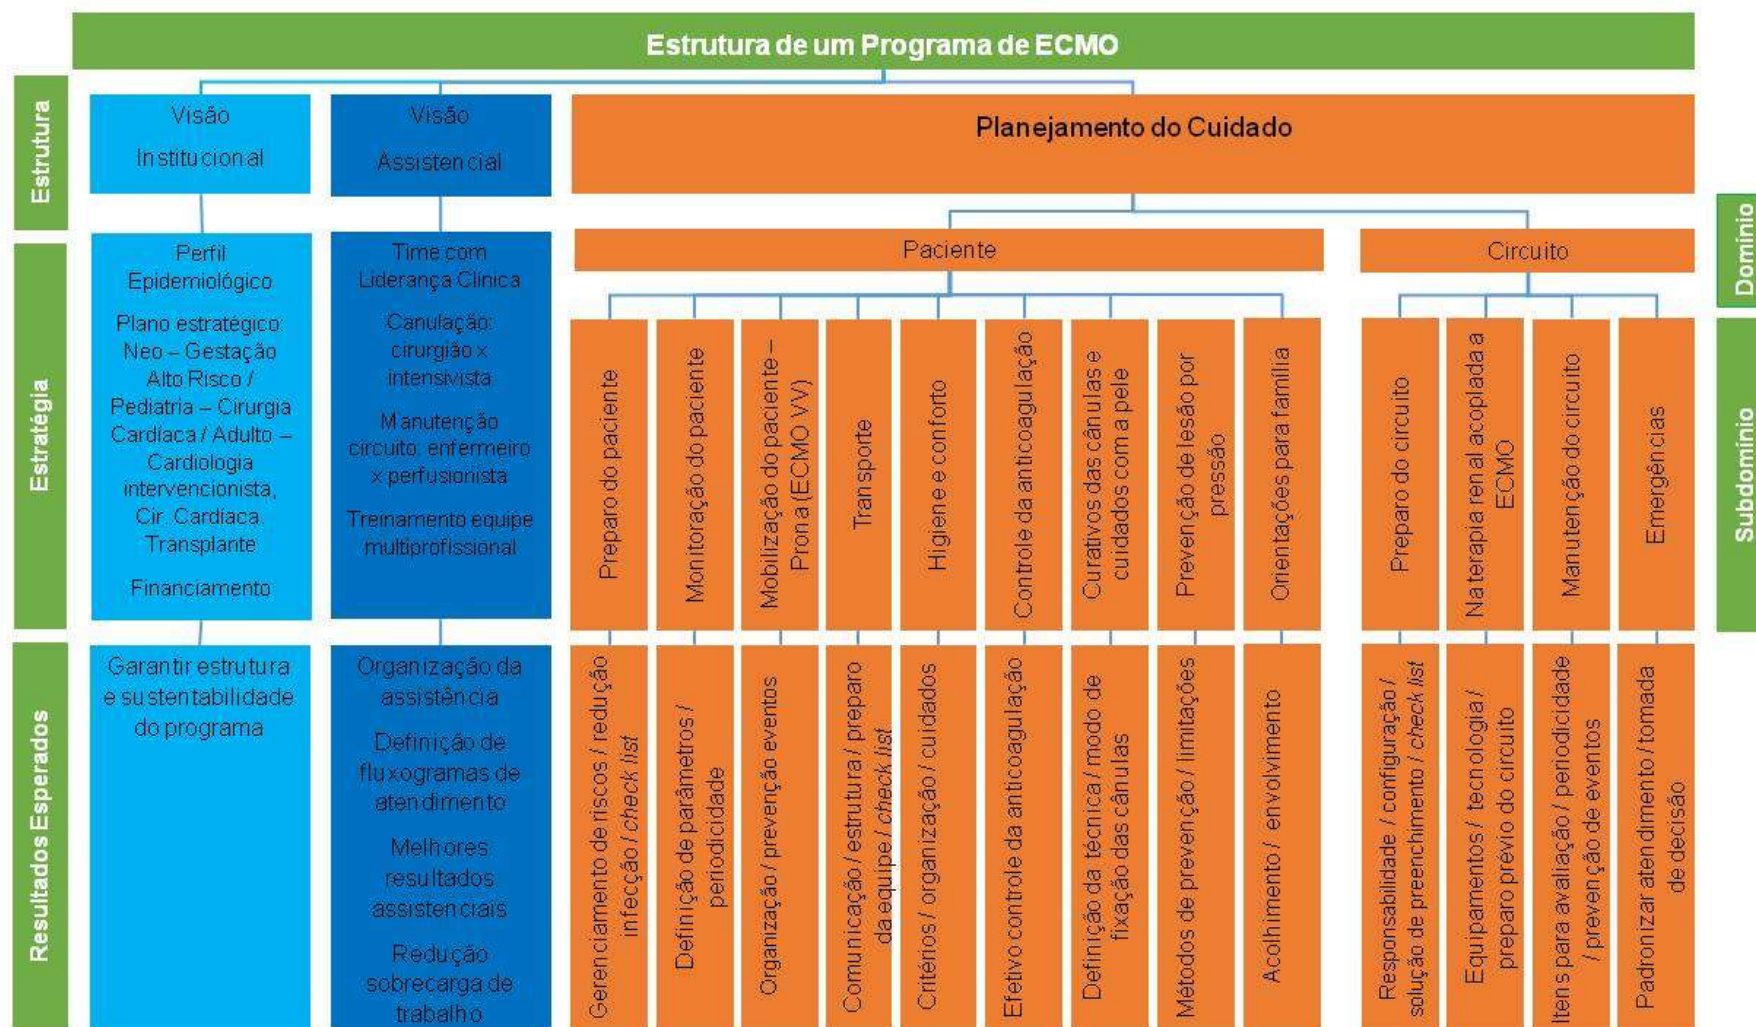 Estrutura de um Programa de ECMO
Estrutura
Visão
Institucional
Visão
Assistencial
Planejamento do Cuidado
Domínio
Estratégia
Perfil
Epidemiológico
Plano estratégico:
Neo – Gestação
Alto Risco /
Pediatria – Cirurgia
Cardíaca / Adulto –
Cardiologia
intervencionista,
Cir. Cardíaca.
Transplante
Financiamento
Time com
Liderança Clínica
Canulação:
cirurgião x
intensivista
Manutenção
circuito: enfermeiro
x perfusionista
Treinamento equipe
multiprofissional
Paciente
Circuito
Subdomínio
Preparo do paciente
Monitoração do paciente
Mobilização do paciente –
Prona (ECMO VV)
Transporte
Higiene e conforto
Controle da anticoagulação
Curativos das cânulas e
cuidados com a pele
Prevenção de lesão por
pressão
Orientações para família
Preparo do circuito
Naterapia renal acoplada a
ECMO
Manutenção do circuito
Emergências
Resultados Esperados
Garantir estrutura
e sustentabilidade
do programa
Organização da
assistência
Definição de
fluxogramas de
atendimento
Melhores
resultados
assistenciais
Redução
sobrecarga de
trabalho
Gerenciamento de riscos / redução
infecção / check list
Definição de parâmetros /
periodicidade
Organização / prevenção eventos
Comunicação / estrutura / preparo
da equipe / check list
Critérios / organização / cuidados
Efetivo controle da anticoagulação
Definição da técnica / modo de
fixação das cânulas
Métodos de prevenção / limitações
Acolhimento / envolvimento
Responsabilidade / configuração /
solução de preenchimento / check list
Equipamentos / tecnologia /
preparo prévio do circuito
Itens para avaliação / periodicidade
/ prevenção de eventos
Padronizar atendimento / tomada
de decisão